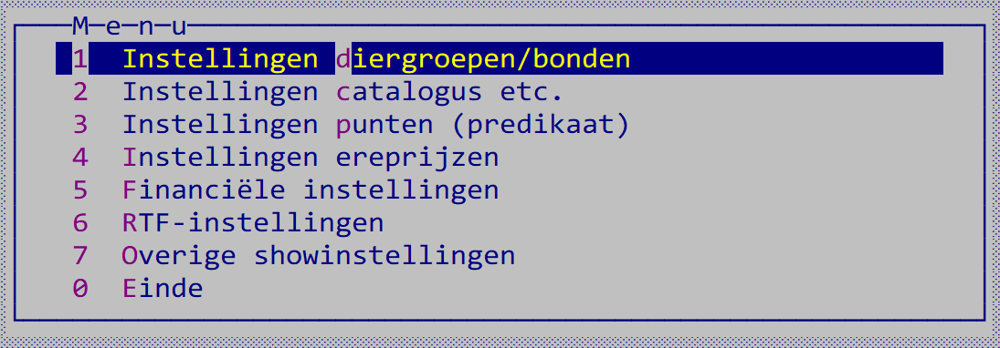 Menu
1 Instellingen diergroepen/bonden
2 Instellingen catalogus etc.
3 Instellingen punten (predikaat)
4 Instellingen ereprijzen
5 Financiële instellingen
6 RTF-instellingen
7 Overige showinstellingen
0 Einde